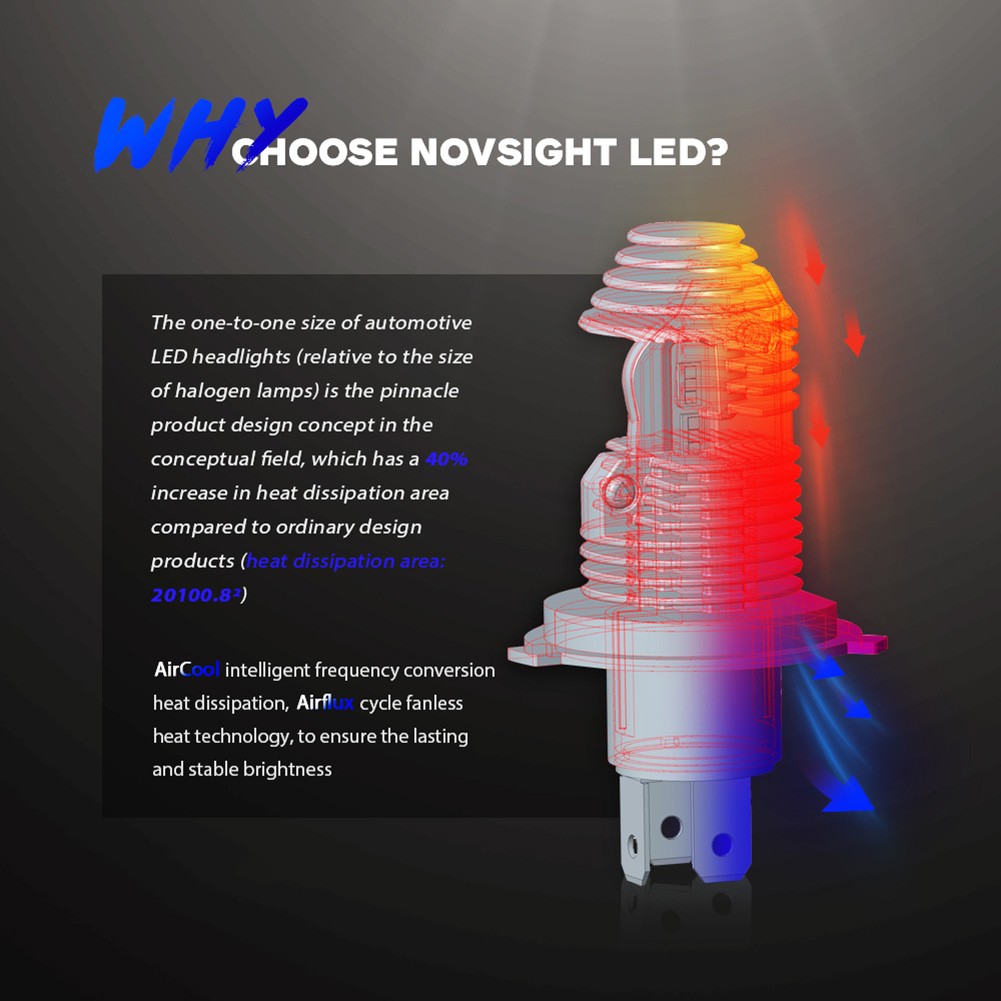 WHY
CHOOSE NOVSIGHT LED?
The one-to-one size of automotive
LED headlights (relative to the size
of halogen lamps) is the pinnacle
product design concept in the
conceptual field, which has a 40%
increase in heat dissipation area
compared to ordinary design
products (heat dissipation area:
20100.8²)
AirCool intelligent frequency conversion
heat dissipation, Airflux cycle fanless
heat technology, to ensure the lasting
and stable brightness